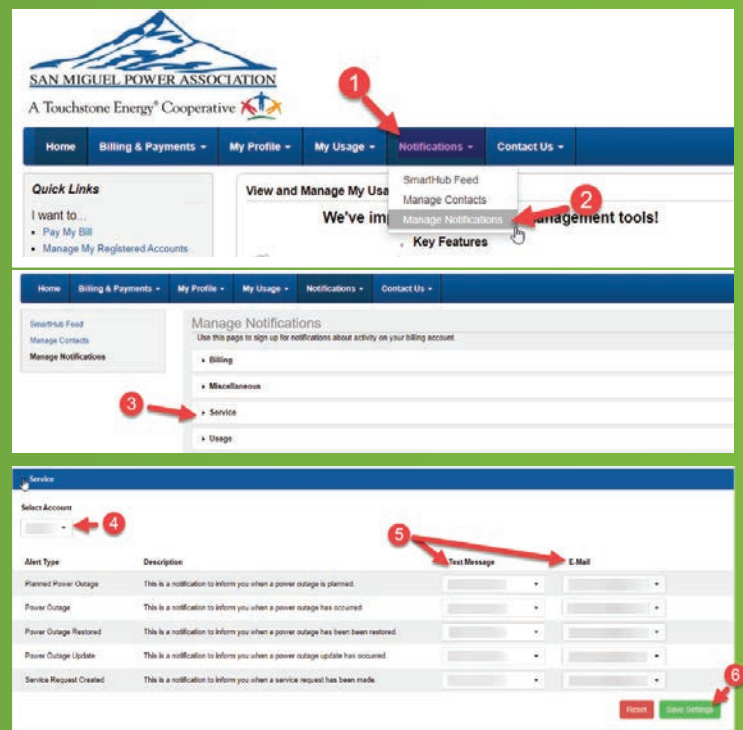 SAN MIGUEL POWER ASSOCIATION
A Touchstone Energy® Cooperative
1
Home Billing & Payments My Profile My Usage Notifications Contact Us
Quick Links
I want to...
Pay My Bill
Manage My Registered Accounts
View and Manage My Usa
SmartHub Feed
Manage Contacts
Manage Notifications
2
We've im
anagement tools!
Key Features
Home Billing & Payments My Profile My Usage Notifications Contact Us
SmartHub Feed
Manage Contacts
Manage Notifications
Manage Notifications
Use this page to sign up for notifications about activity on your billing account.
Billing
Miscellaneous
3
Service
Usage
Service
Select Account
4
5
Alert Type Description Text Message E-Mail
Planned Power Outage This is a notification to inform you when a power outage is planned.
Power Outage This is a notification to inform you when a power outage has occurred.
Power Outage Restored This is a notification to inform you when a power outage has been been restored.
Power Outage Update This is a notification to inform you when a power outage update has occurred.
Service Request Created This is a notification to inform you when a service request has been made.
6
Reset Save Settings